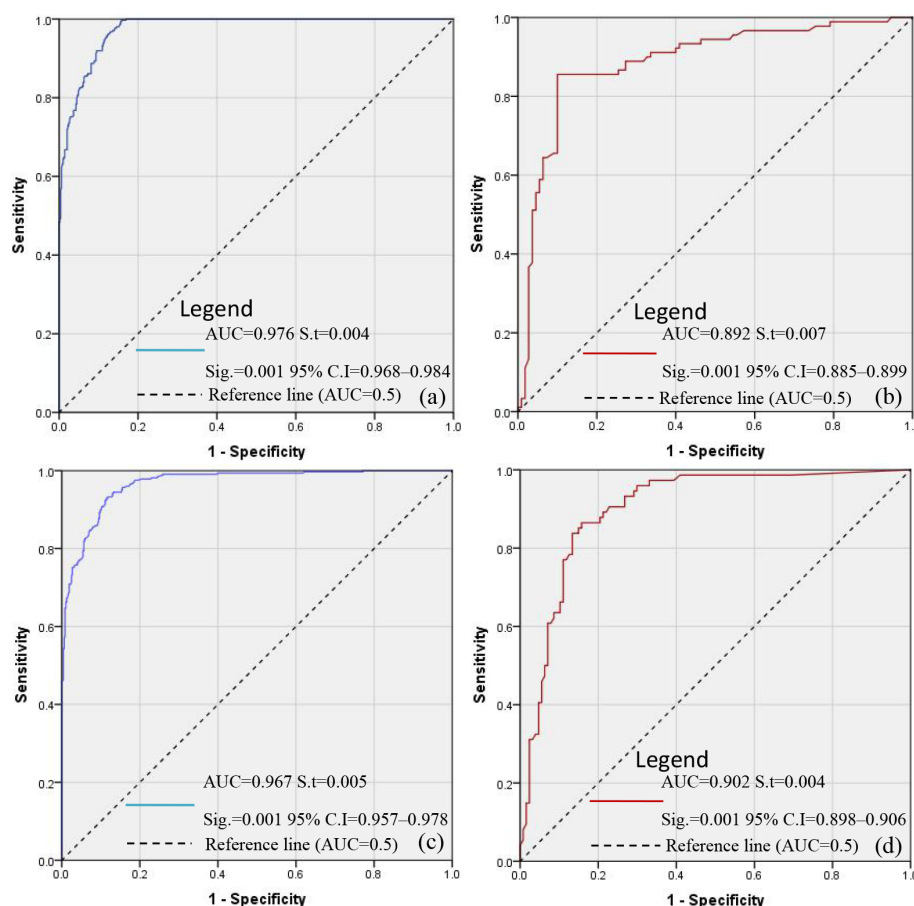 1.0
0.8
0.6
0.4
0.2
0.0
Sensitivity
Legend
AUC=0.976 S.t=0.004
Sig.=0.001 95% C.I=0.968–0.984
Reference line (AUC=0.5)
(a)
0.0 0.2 0.4 0.6 0.8 1.0
1 - Specificity
1.0
0.8
0.6
0.4
0.2
0.0
Sensitivity
Legend
AUC=0.892 S.t=0.007
Sig.=0.001 95% C.I=0.885–0.899
Reference line (AUC=0.5)
(b)
0.0 0.2 0.4 0.6 0.8 1.0
1 - Specificity
1.0
0.8
0.6
0.4
0.2
0.0
Sensitivity
AUC=0.967 S.t=0.005
Sig.=0.001 95% C.I=0.957–0.978
Reference line (AUC=0.5)
(c)
0.0 0.2 0.4 0.6 0.8 1.0
1 - Specificity
1.0
0.8
0.6
0.4
0.2
0.0
Sensitivity
Legend
AUC=0.902 S.t=0.004
Sig.=0.001 95% C.I=0.898–0.906
Reference line (AUC=0.5)
(d)
0.0 0.2 0.4 0.6 0.8 1.0
1 - Specificity